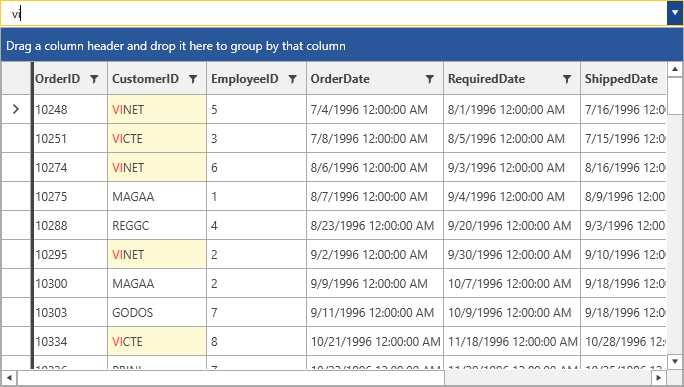 vi
Drag a column header and drop it here to group by that column
OrderID CustomerID EmployeeID OrderDate RequiredDate ShippedDate
10248 VINET 5 7/4/1996 12:00:00 AM 8/1/1996 12:00:00 AM 7/16/1996 12:00
10251 VICTE 3 7/8/1996 12:00:00 AM 8/5/1996 12:00:00 AM 7/15/1996 12:00
10274 VINET 6 8/6/1996 12:00:00 AM 9/3/1996 12:00:00 AM 8/16/1996 12:00
10275 MAGAA 1 8/7/1996 12:00:00 AM 9/4/1996 12:00:00 AM 8/9/1996 12:00:
10288 REGGC 4 8/23/1996 12:00:00 AM 9/20/1996 12:00:00 AM 9/3/1996 12:00:
10295 VINET 2 9/2/1996 12:00:00 AM 9/30/1996 12:00:00 AM 9/10/1996 12:00
10300 MAGAA 2 9/9/1996 12:00:00 AM 10/7/1996 12:00:00 AM 9/18/1996 12:00
10303 GODOS 7 9/11/1996 12:00:00 AM 10/9/1996 12:00:00 AM 9/18/1996 12:00
10334 VICTE 8 10/21/1996 12:00:00 AM 11/18/1996 12:00:00 AM 10/28/1996 12:0